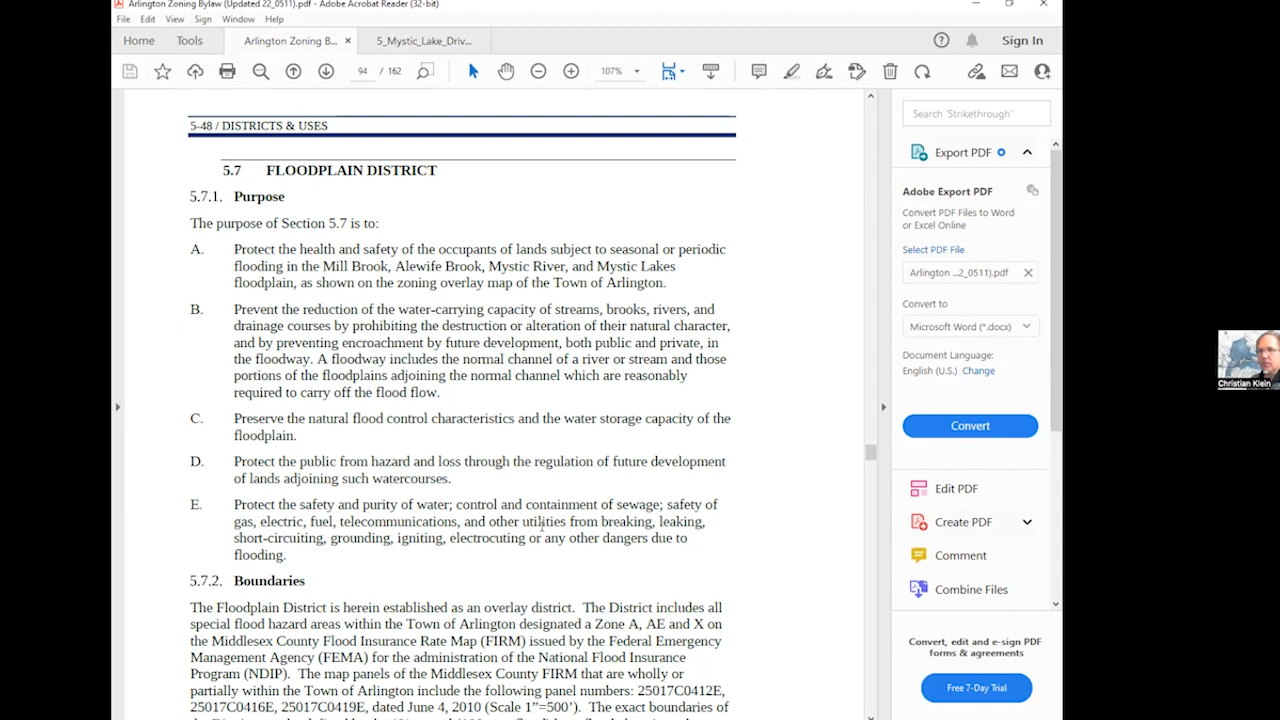 Arlington Zoning Bylaw (Updated 22_0511).pdf - Adobe Acrobat Reader (32-bit)
File Edit View Sign Window Help
Home Tools Arlington Zoning B... × 5_Mystic_Lake_Driv... Sign In
94 / 162 107%
5-48 / DISTRICTS & USES
5.7 FLOODPLAIN DISTRICT
5.7.1. Purpose
The purpose of Section 5.7 is to:
A. Protect the health and safety of the occupants of lands subject to seasonal or periodic
flooding in the Mill Brook, Alewife Brook, Mystic River, and Mystic Lakes
floodplain, as shown on the zoning overlay map of the Town of Arlington.
B. Prevent the reduction of the water-carrying capacity of streams, brooks, rivers, and
drainage courses by prohibiting the destruction or alteration of their natural character,
and by preventing encroachment by future development, both public and private, in
the floodway. A floodway includes the normal channel of a river or stream and those
portions of the floodplains adjoining the normal channel which are reasonably
required to carry off the flood flow.
C. Preserve the natural flood control characteristics and the water storage capacity of the
floodplain.
D. Protect the public from hazard and loss through the regulation of future development
of lands adjoining such watercourses.
E. Protect the safety and purity of water; control and containment of sewage; safety of
gas, electric, fuel, telecommunications, and other utilities from breaking, leaking,
short-circuiting, grounding, igniting, electrocuting or any other dangers due to
flooding.
5.7.2. Boundaries
The Floodplain District is herein established as an overlay district. The District includes all
special flood hazard areas within the Town of Arlington designated a Zone A, AE and X on
the Middlesex County Flood Insurance Rate Map (FIRM) issued by the Federal Emergency
Management Agency (FEMA) for the administration of the National Flood Insurance
Program (NDIP). The map panels of the Middlesex County FIRM that are wholly or
partially within the Town of Arlington include the following panel numbers: 25017C0412E,
25017C0416E, 25017C0419E, dated June 4, 2010 (Scale 1"=500'). The exact boundaries of
Search 'Strikethrough'
Export PDF
Adobe Export PDF
Convert PDF Files to Word
or Excel Online
Select PDF File
Arlington ...2_0511).pdf ×
Convert to
Microsoft Word (*.docx)
Document Language:
English (U.S.) Change
Convert
Edit PDF
Create PDF
Comment
Combine Files
Convert, edit and e-sign PDF
forms & agreements
Free 7-Day Trial
Christian Klein